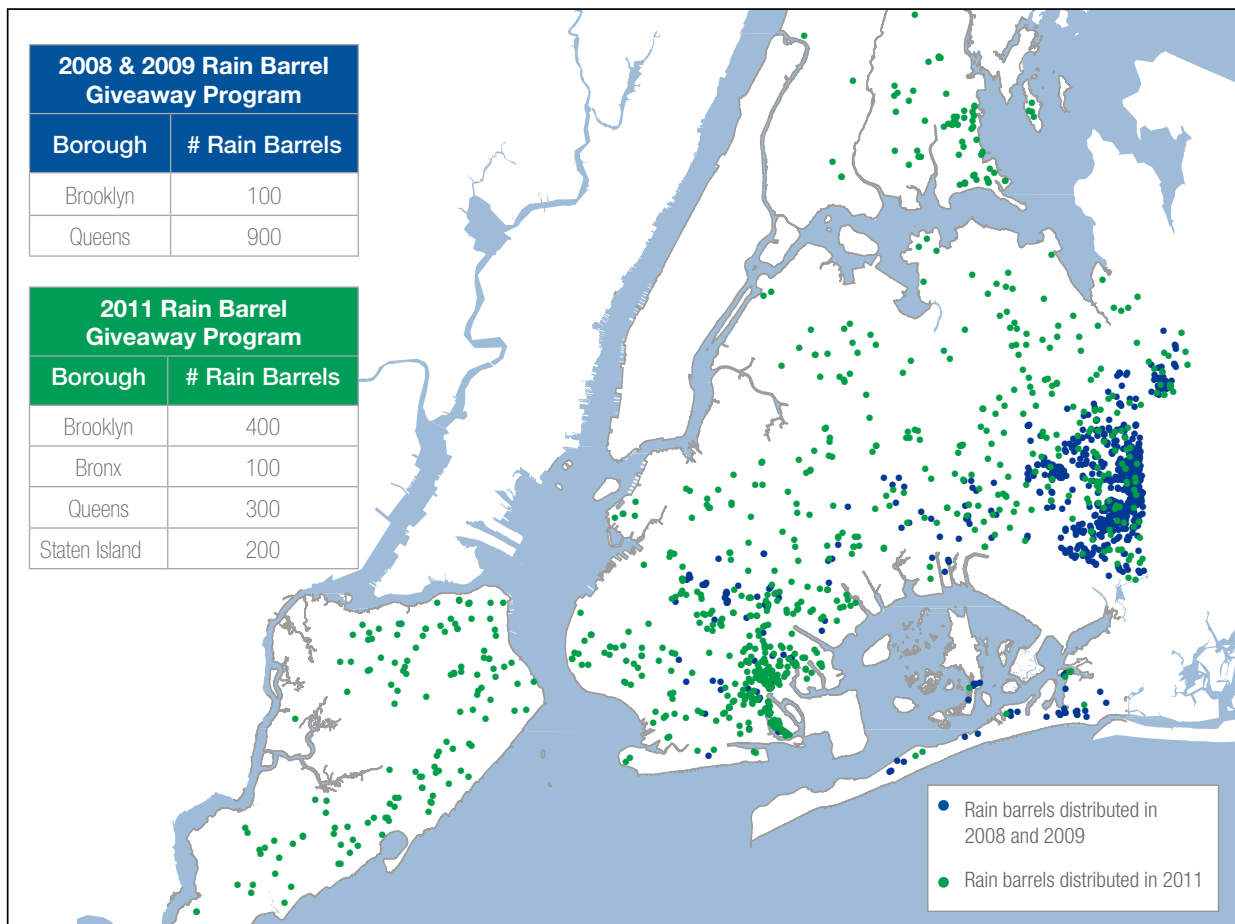 2008 & 2009 Rain Barrel
Giveaway Program
Borough # Rain Barrels
Brooklyn 100
Queens 900
2011 Rain Barrel
Giveaway Program
Borough # Rain Barrels
Brooklyn 400
Bronx 100
Queens 300
Staten Island 200
Rain barrels distributed in
2008 and 2009
Rain barrels distributed in 2011